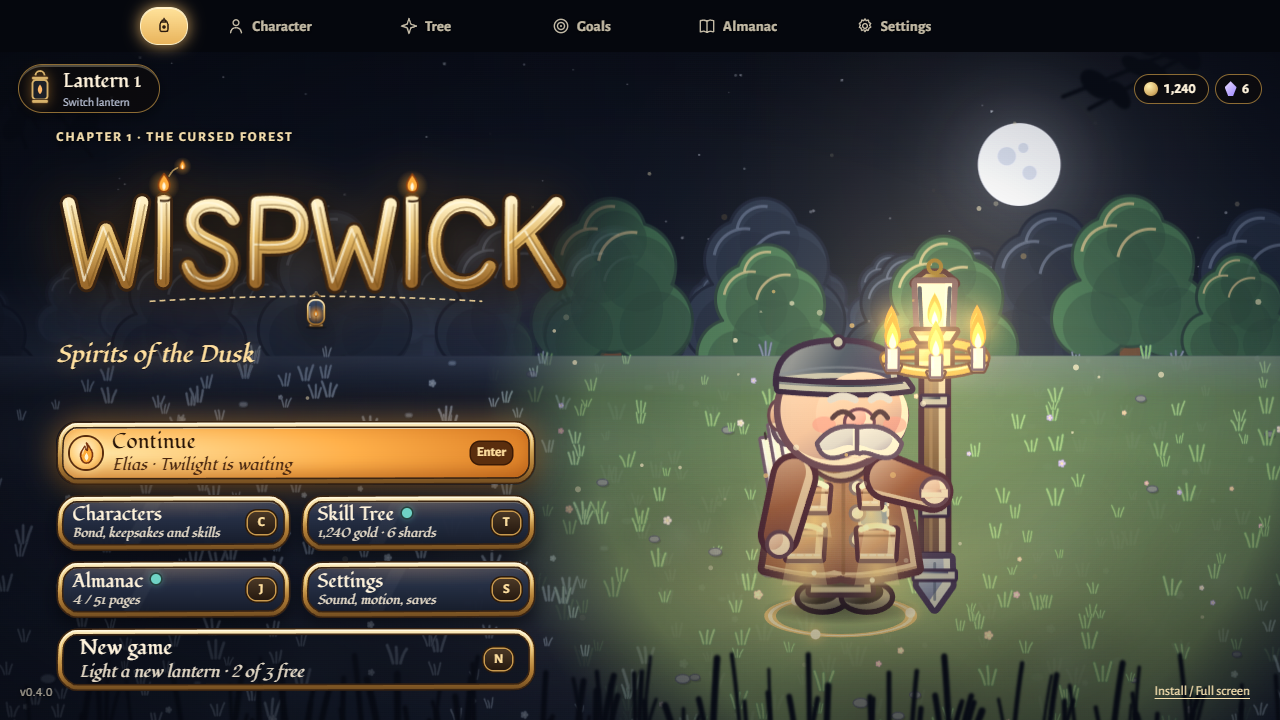 Character
Tree
Goals
Almanac
Settings
Lantern 1
Switch lantern
1,240
6
CHAPTER 1 · THE CURSED FOREST
WISPWICK
Spirits of the Dusk
Continue
Elias · Twilight is waiting
Enter
Characters
Bond, keepsakes and skills
C
Skill Tree
1,240 gold · 6 shards
T
Almanac
4 / 51 pages
J
Settings
Sound, motion, saves
S
New game
Light a new lantern · 2 of 3 free
N
v0.4.0
Install / Full screen